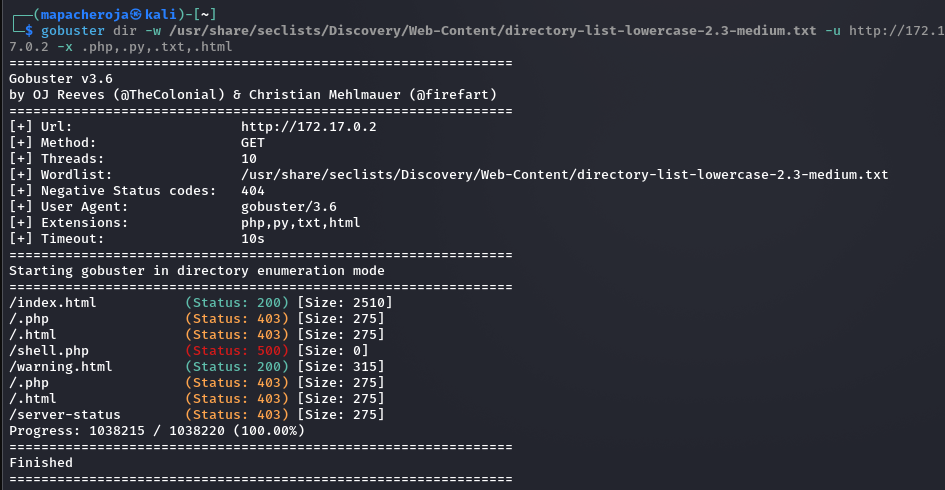 ┌──(mapacheroja㉿kali)-[~]
└─$ gobuster dir -w /usr/share/seclists/Discovery/Web-Content/directory-list-lowercase-2.3-medium.txt -u http://172.1
7.0.2 -x .php,.py,.txt,.html
===============================================================
Gobuster v3.6
by OJ Reeves (@TheColonial) & Christian Mehlmauer (@firefart)
===============================================================
[+] Url:                     http://172.17.0.2
[+] Method:                  GET
[+] Threads:                 10
[+] Wordlist:                /usr/share/seclists/Discovery/Web-Content/directory-list-lowercase-2.3-medium.txt
[+] Negative Status codes:   404
[+] User Agent:              gobuster/3.6
[+] Extensions:              php,py,txt,html
[+] Timeout:                 10s
===============================================================
Starting gobuster in directory enumeration mode
===============================================================
/index.html           (Status: 200) [Size: 2510]
/.php                 (Status: 403) [Size: 275]
/.html                (Status: 403) [Size: 275]
/shell.php            (Status: 500) [Size: 0]
/warning.html         (Status: 200) [Size: 315]
/.php                 (Status: 403) [Size: 275]
/.html                (Status: 403) [Size: 275]
/server-status        (Status: 403) [Size: 275]
Progress: 1038215 / 1038220 (100.00%)
===============================================================
Finished
===============================================================